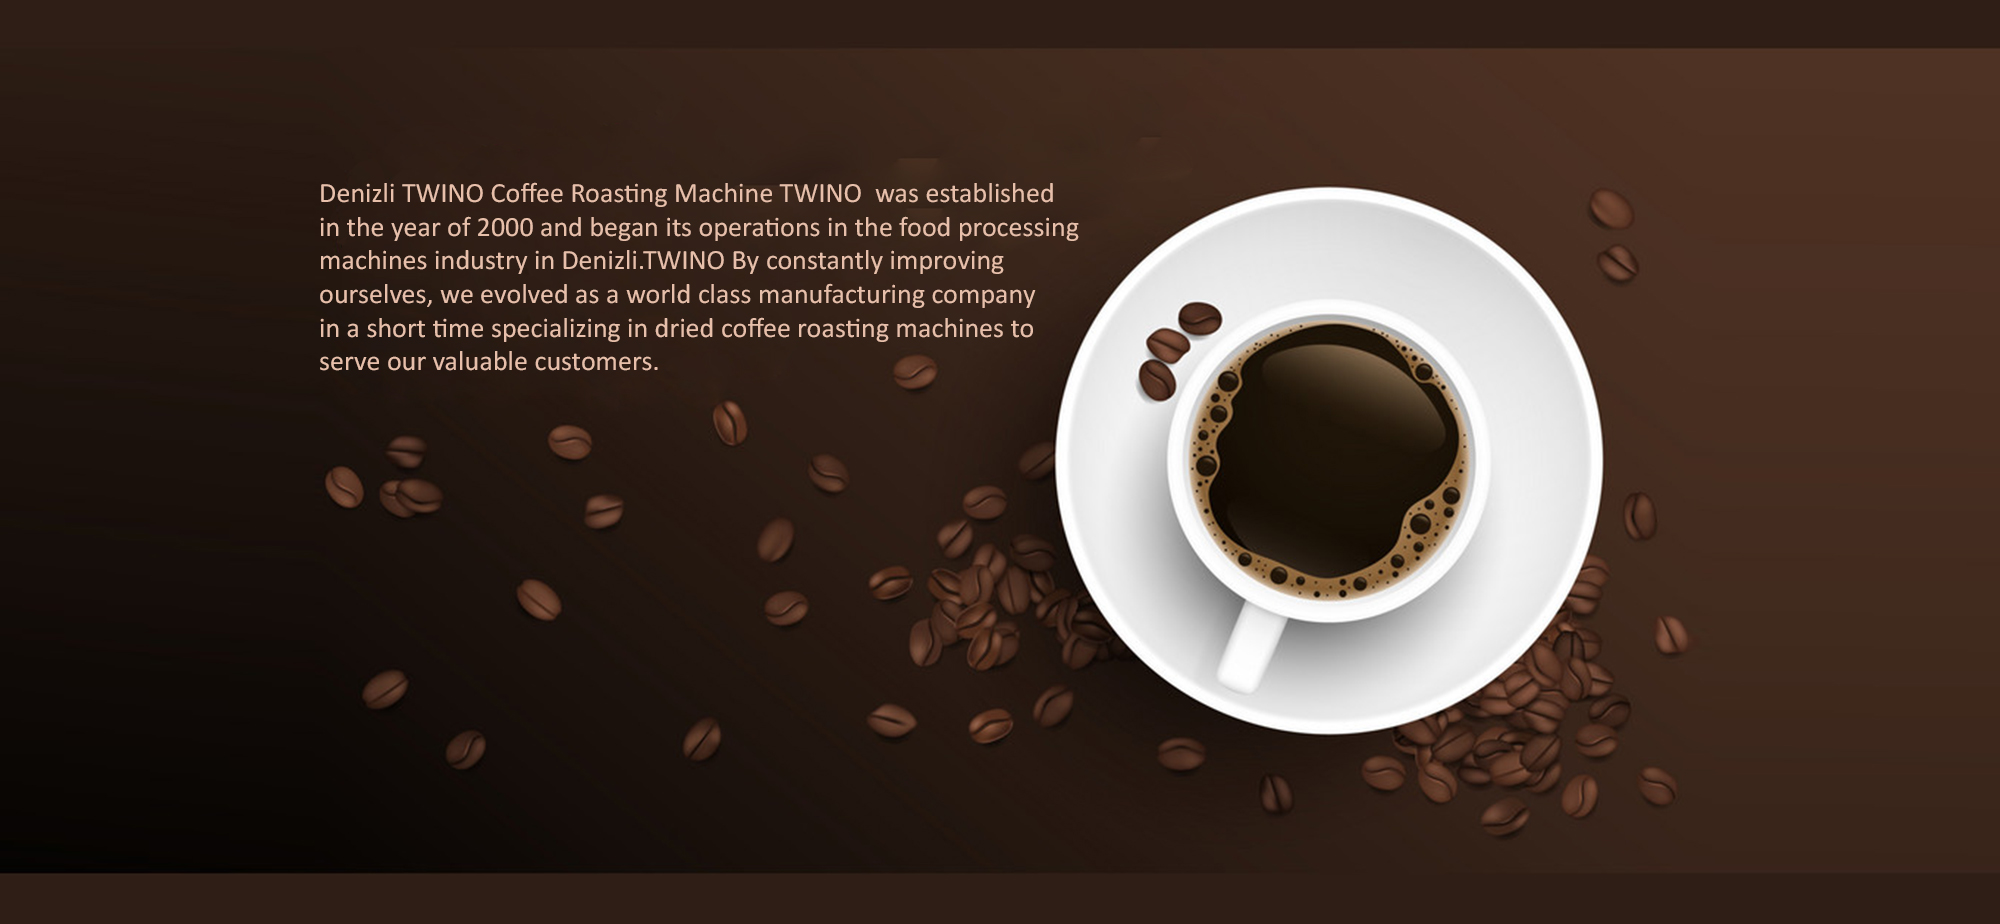 Denizli TWINO Coffee Roasting Machine TWINO  was established
in the year of 2000 and began its operations in the food processing
machines industry in Denizli.TWINO By constantly improving
ourselves, we evolved as a world class manufacturing company
in a short time specializing in dried coffee roasting machines to
serve our valuable customers.